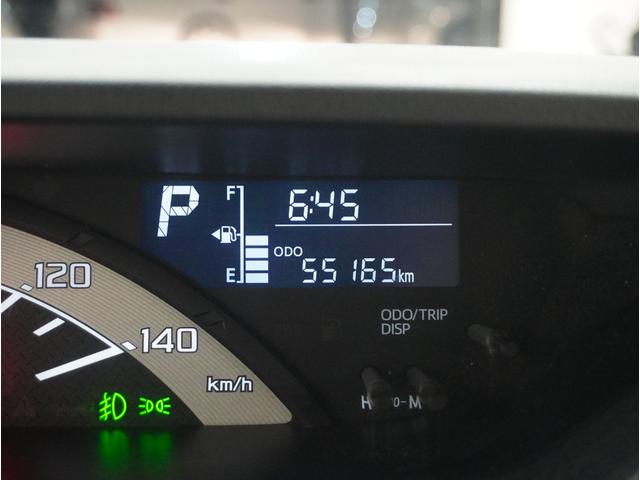 P
F
6:45
ODO
E
55165km
120
140
km/h
ODO/TRIP
DISP
H
-M